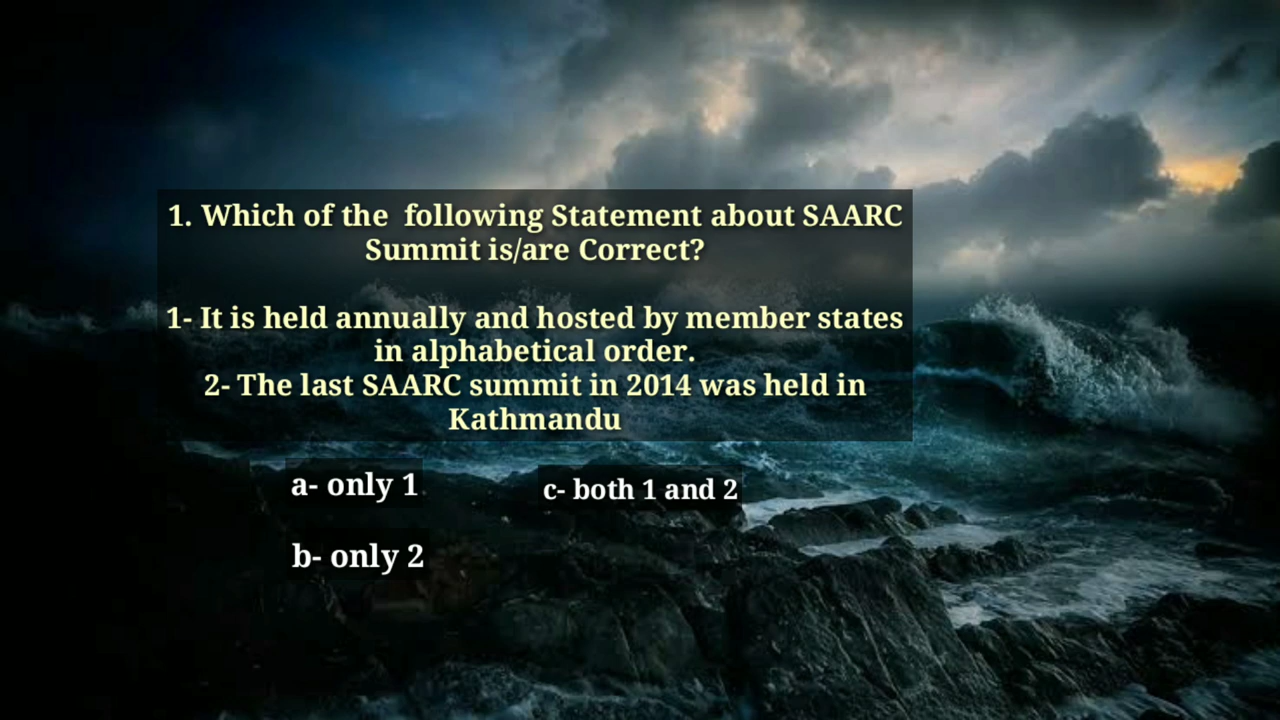 1. Which of the  following Statement about SAARC
Summit is/are Correct?
1- It is held annually and hosted by member states
in alphabetical order.
2- The last SAARC summit in 2014 was held in
Kathmandu
a- only 1
c- both 1 and 2
b- only 2